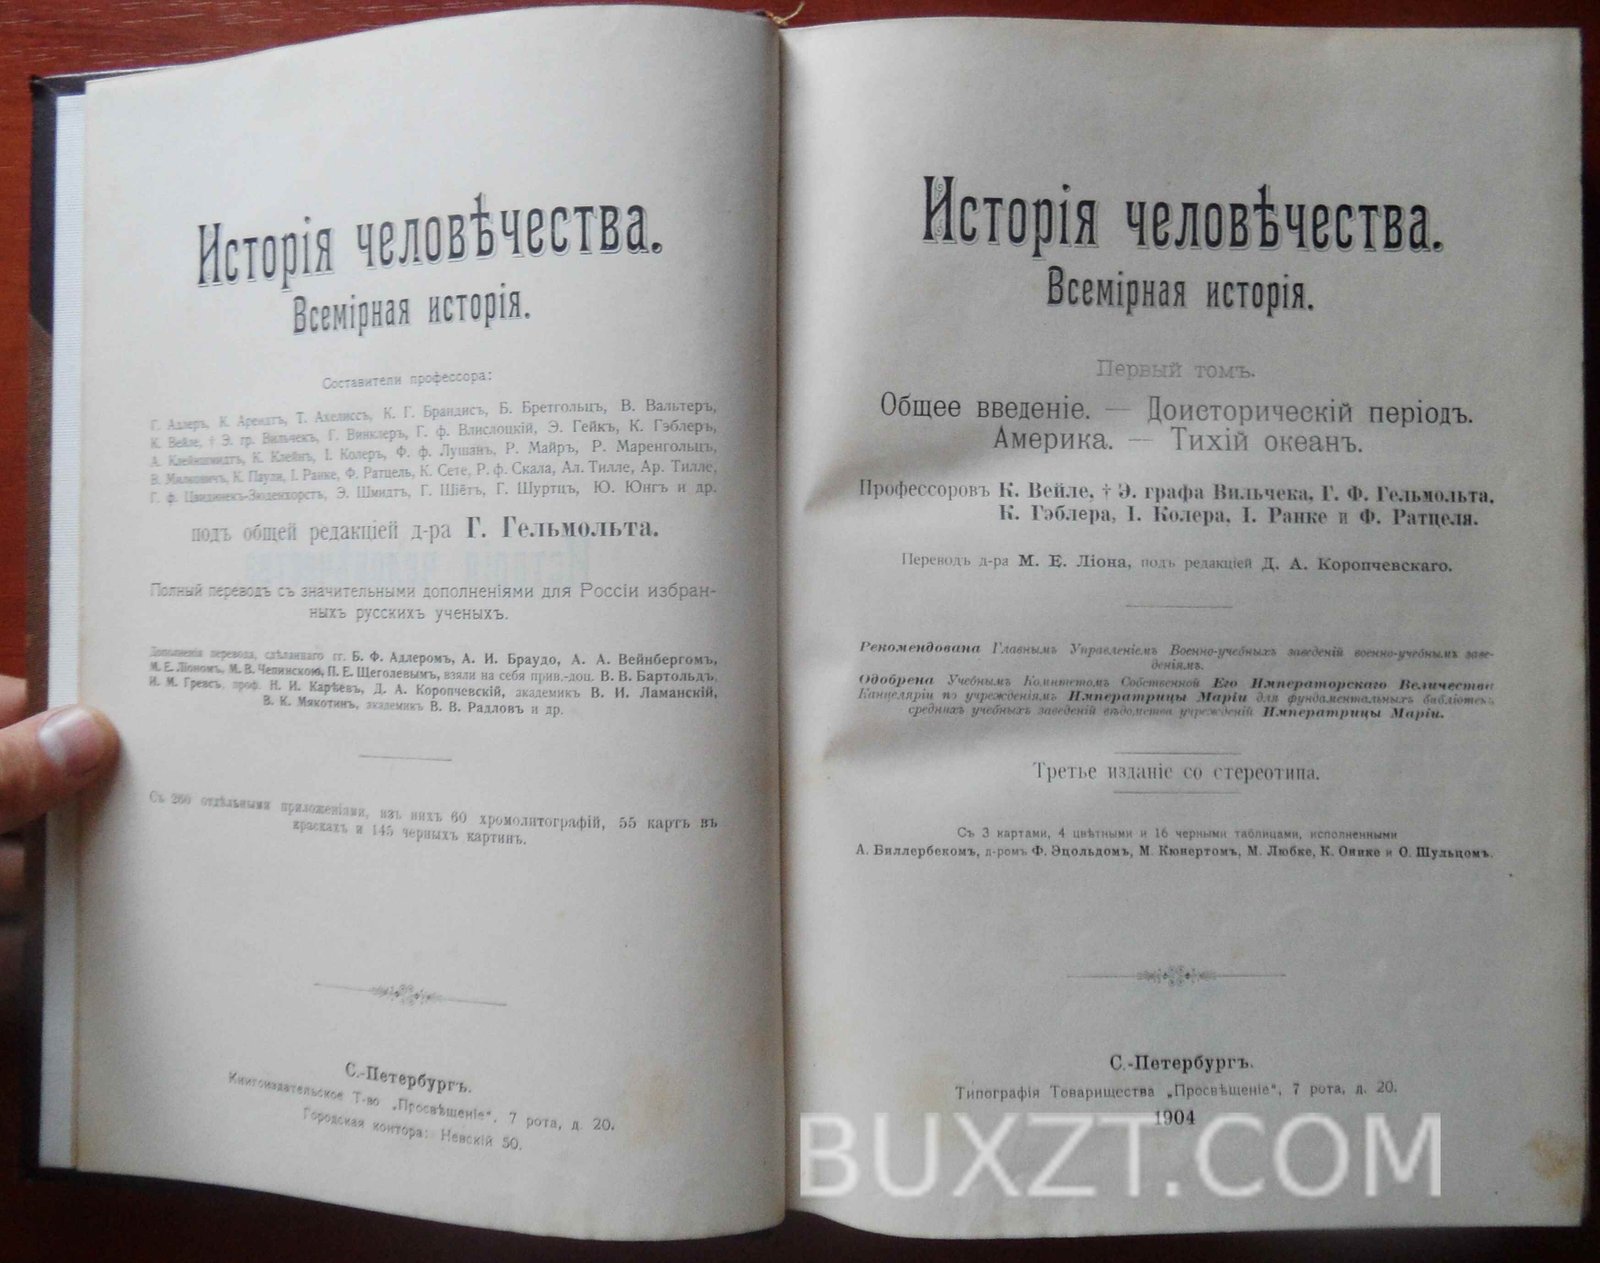 Исторія человѣчества.
Всемірная исторія.
Составители профессора:
Г. Адлеръ, К. Арендтъ, Т. Ахелиссъ, К. Г. Брандисъ, Б. Бретгольцъ, В. Вальтеръ,
К. Вейле, † Э. гр. Вильчекъ, Г. Винклеръ, Г. ф. Влислоцкій, Э. Гейкъ, К. Гэблеръ,
А. Клейншмидтъ, К. Клейнъ, І. Колеръ, Ф. ф. Лушанъ, Р. Майръ, Р. Маренгольцъ,
В. Милковичъ, К. Паули, І. Ранке, Ф. Ратцель, К. Сете, Р. ф. Скала, Ал. Тилле, Ар. Тилле,
Г. ф. Цвидинекъ-Зюденхорстъ, Э. Шмидтъ, Г. Шіётъ, Г. Шуртцъ, Ю. Юнгъ и др.
подъ общей редакціей д-ра Г. Гельмольта.
Полный переводъ съ значительными дополненіями для Россіи избран-
ныхъ русскихъ ученыхъ.
Дополненія перевода, сдѣланнаго гг. Б. Ф. Адлеромъ, А. И. Браудо, А. А. Вейнбергомъ,
М. Е. Ліономъ, М. В. Чепинскою, П. Е. Щеголевымъ, взяли на себя прив.-доц. В. В. Бартольдъ,
И. М. Гревсъ, проф. Н. И. Карѣевъ, Д. А. Коропчевскій, академикъ В. И. Ламанскій,
В. К. Мякотинъ, академикъ В. В. Радловъ и др.
Съ 260 отдѣльными приложеніями, изъ нихъ 60 хромолитографій, 55 картъ въ
краскахъ и 145 черныхъ картинъ.
С.-Петербургъ.
Книгоиздательское Т-во „Просвѣщеніе“, 7 рота, д. 20.
Городская контора: Невскій 50.
Исторія человѣчества.
Всемірная исторія.
Первый томъ.
Общее введеніе. — Доисторическій періодъ.
Америка. — Тихій океанъ.
Профессоровъ К. Вейле, † Э. графа Вильчека, Г. Ф. Гельмольта,
К. Гэблера, І. Колера, І. Ранке и Ф. Ратцеля.
Переводъ д-ра М. Е. Ліона, подъ редакціей Д. А. Коропчевскаго.
Рекомендована Главнымъ Управленіемъ Военно-учебныхъ заведеній военно-учебнымъ заве-
деніямъ.
Одобрена Учебнымъ Комитетомъ Собственной Его Императорскаго Величества
Канцеляріи по учрежденіямъ Императрицы Маріи для фундаментальныхъ библіотекъ
среднихъ учебныхъ заведеній вѣдомства учрежденій Императрицы Маріи.
Третье изданіе со стереотипа.
Съ 3 картами, 4 цвѣтными и 16 черными таблицами, исполненными
А. Биллербекомъ, д-ромъ Ф. Эцольдомъ, М. Кюнертомъ, М. Любке, К. Онике и О. Шульцомъ.
С.-Петербургъ.
Типографія Товарищества „Просвѣщеніе“, 7 рота, д. 20.
1904
BUXZT.COM